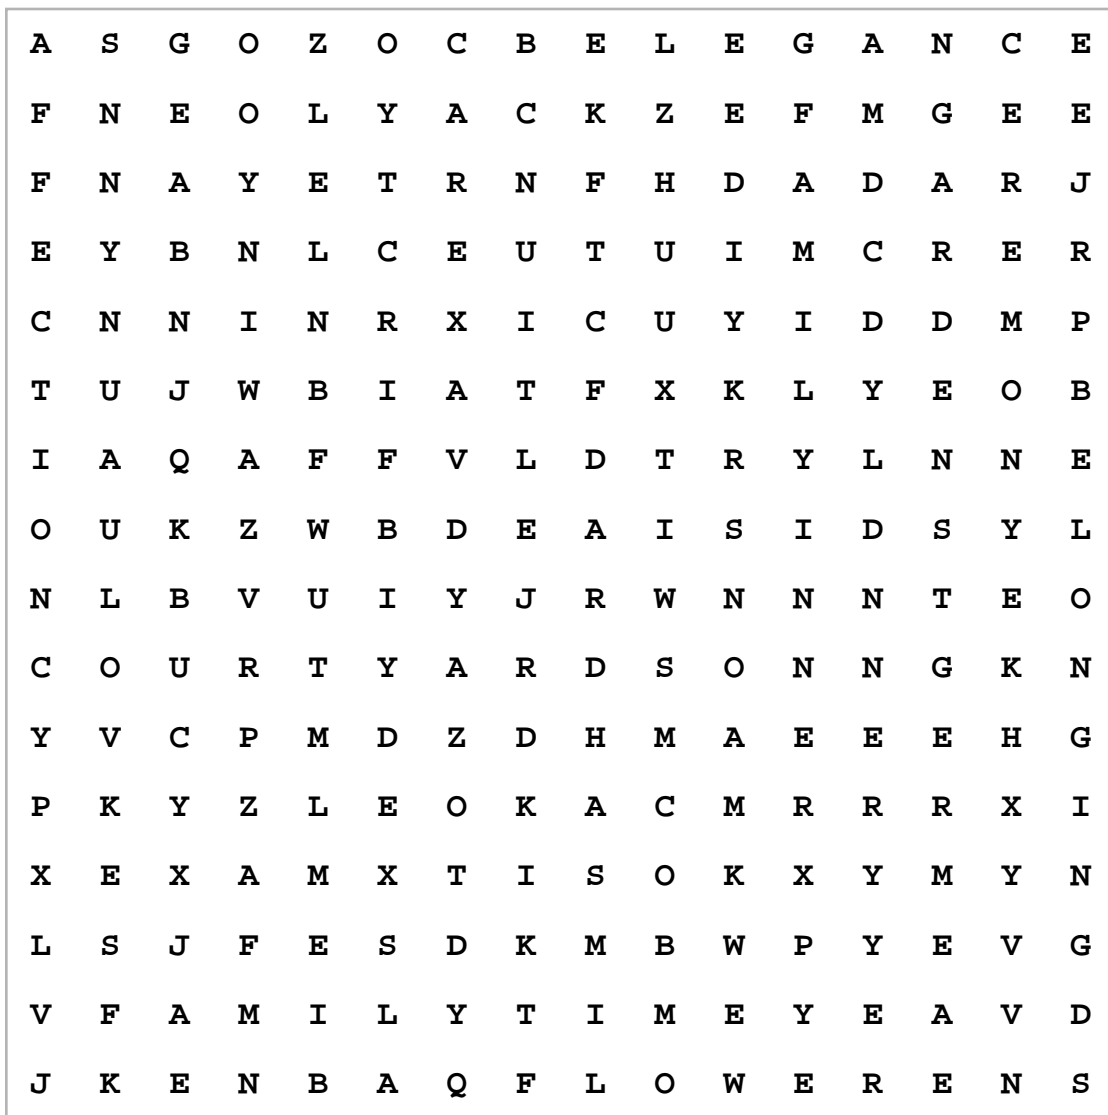 A S G O Z O C B E L E G A N C E
F N E O L Y A C K Z E F M G E E
F N A Y E T R N F H D A D A R J
E Y B N L C E U T U I M C R E R
C N N I N R X I C U Y I D D M P
T U J W B I A T F X K L Y E O B
I A Q A F F V L D T R Y L N N E
O U K Z W B D E A I S I D S Y L
N L B V U I Y J R W N N N T E O
C O U R T Y A R D S O N N G K N
Y V C P M D Z D H M A E E E H G
P K Y Z L E O K A C M R R R X I
X E X A M X T I S O K X Y M Y N
L S J F E S D K M B W P Y E V G
V F A M I L Y T I M E Y E A V D
J K E N B A Q F L O W E R E N S